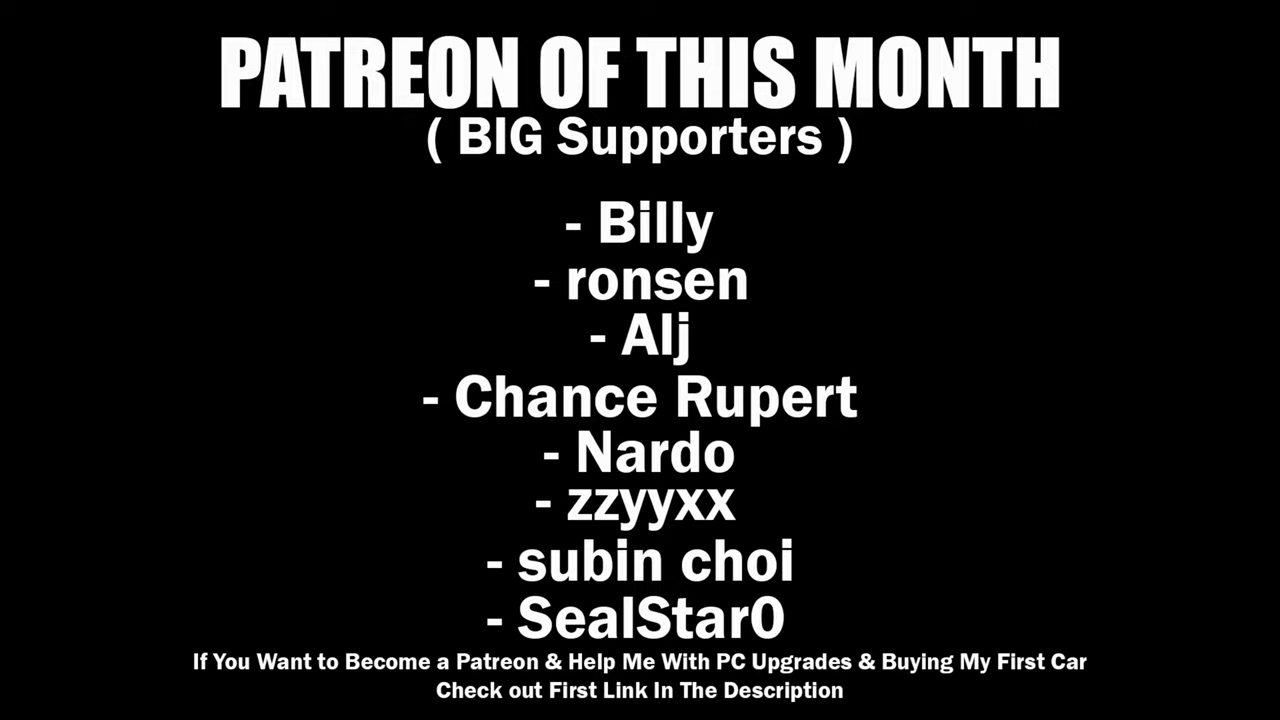 PATREON OF THIS MONTH
( BIG Supporters )
- Billy
- ronsen
- Alj
- Chance Rupert
- Nardo
- zzyyxx
- subin choi
- SealStar0
If You Want to Become a Patreon & Help Me With PC Upgrades & Buying My First Car
Check out First Link In The Description